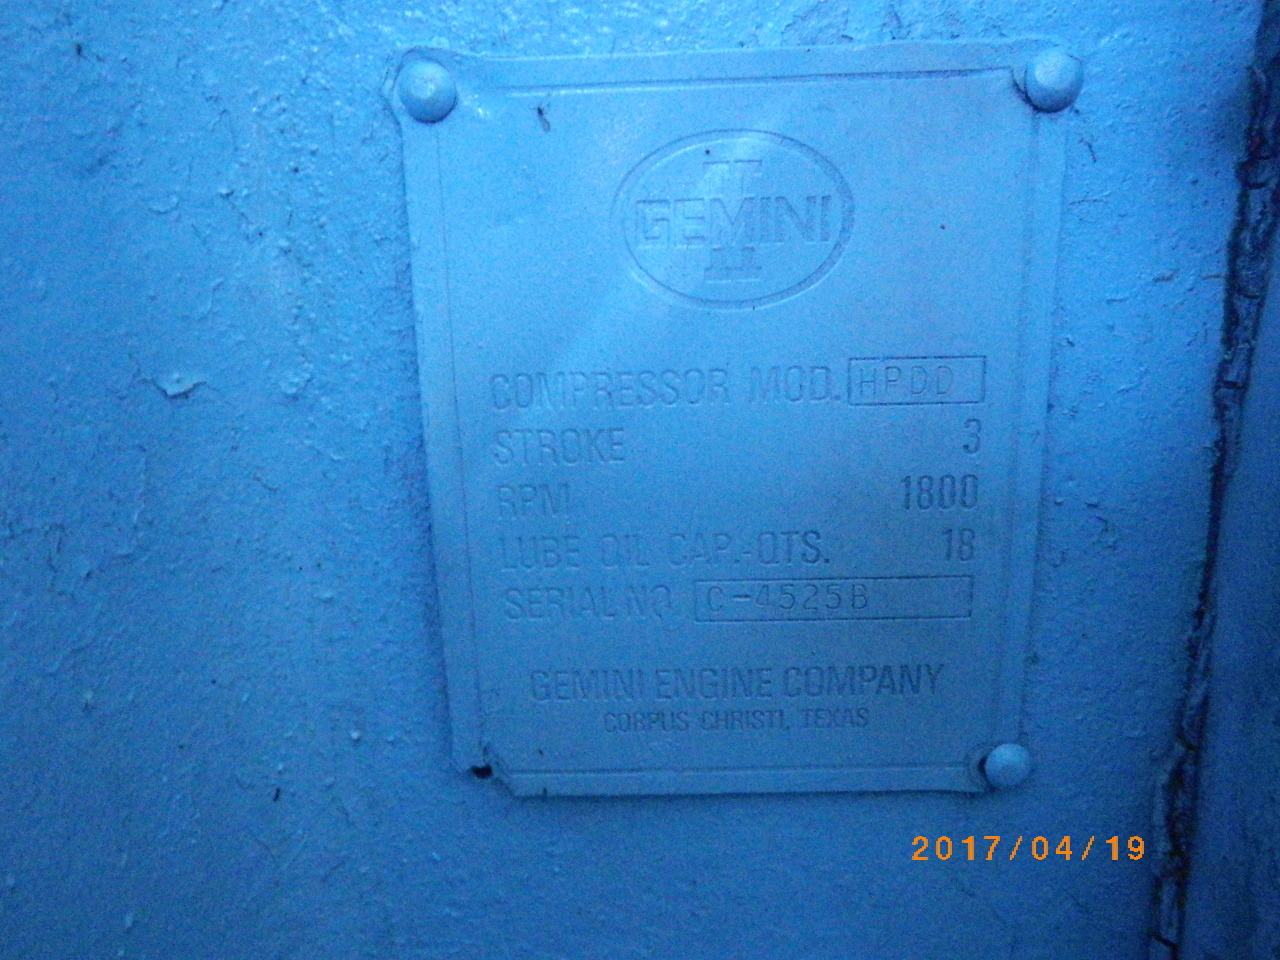 GEMINI
COMPRESSOR MOD. HPDD
STROKE 3
RPM 1800
LUBE OIL CAP.-QTS. 18
SERIAL NO C-4525B
GEMINI ENGINE COMPANY
CORPUS CHRISTI, TEXAS
2017/04/19